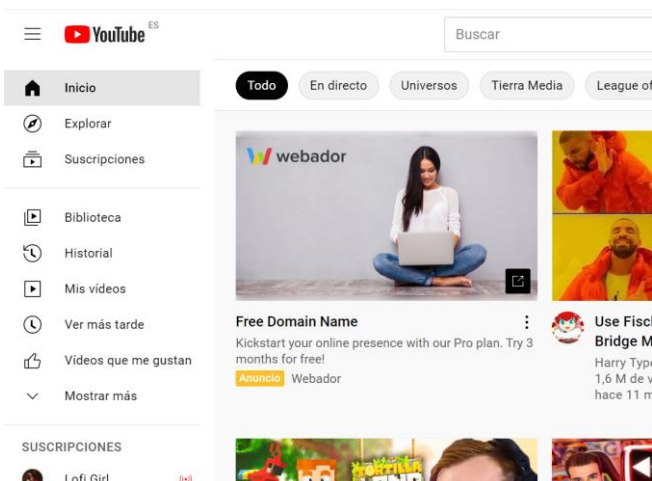 YouTube ES
Buscar
Inicio
Explorar
Suscripciones
Biblioteca
Historial
Mis vídeos
Ver más tarde
Vídeos que me gustan
Mostrar más
SUSCRIPCIONES
Lofi Girl
Todo En directo Universos Tierra Media League of
webador
Free Domain Name
Kickstart your online presence with our Pro plan. Try 3
months for free!
Anuncio Webador
Use Fisc
Bridge M
Harry Type
1,6 M de v
hace 11 m
TORTILLA
LAND